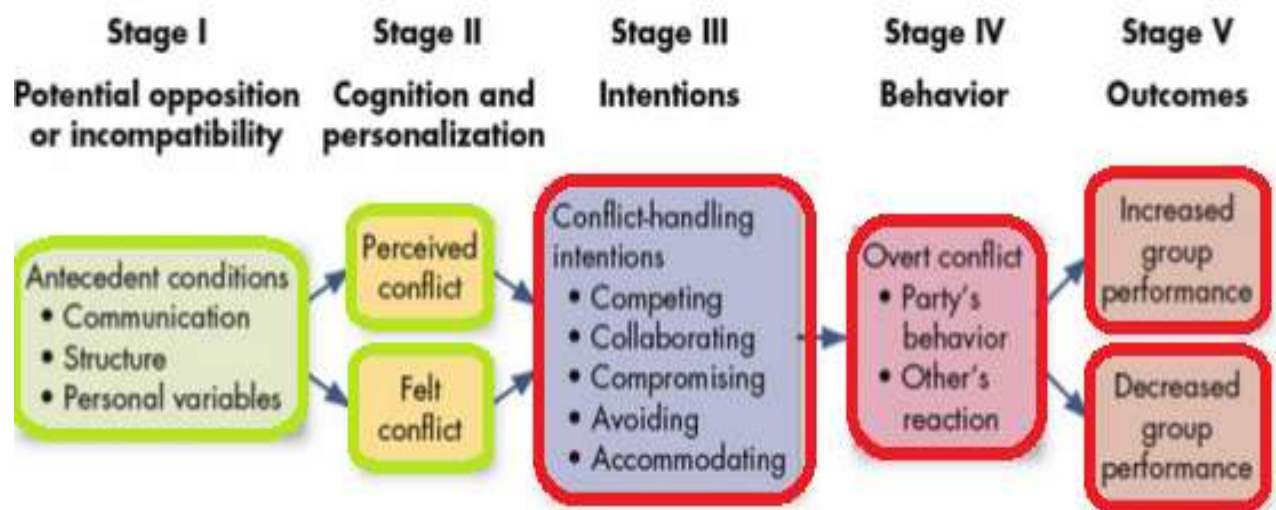 Stage I
Potential opposition
or incompatibility
Stage II
Cognition and
personalization
Stage III
Intentions
Stage IV
Behavior
Stage V
Outcomes
Antecedent conditions
• Communication
• Structure
• Personal variables
Perceived
conflict
Felt
conflict
Conflict-handling
intentions
• Competing
• Collaborating
• Compromising
• Avoiding
• Accommodating
Overt conflict
• Party's
behavior
• Other's
reaction
Increased
group
performance
Decreased
group
performance